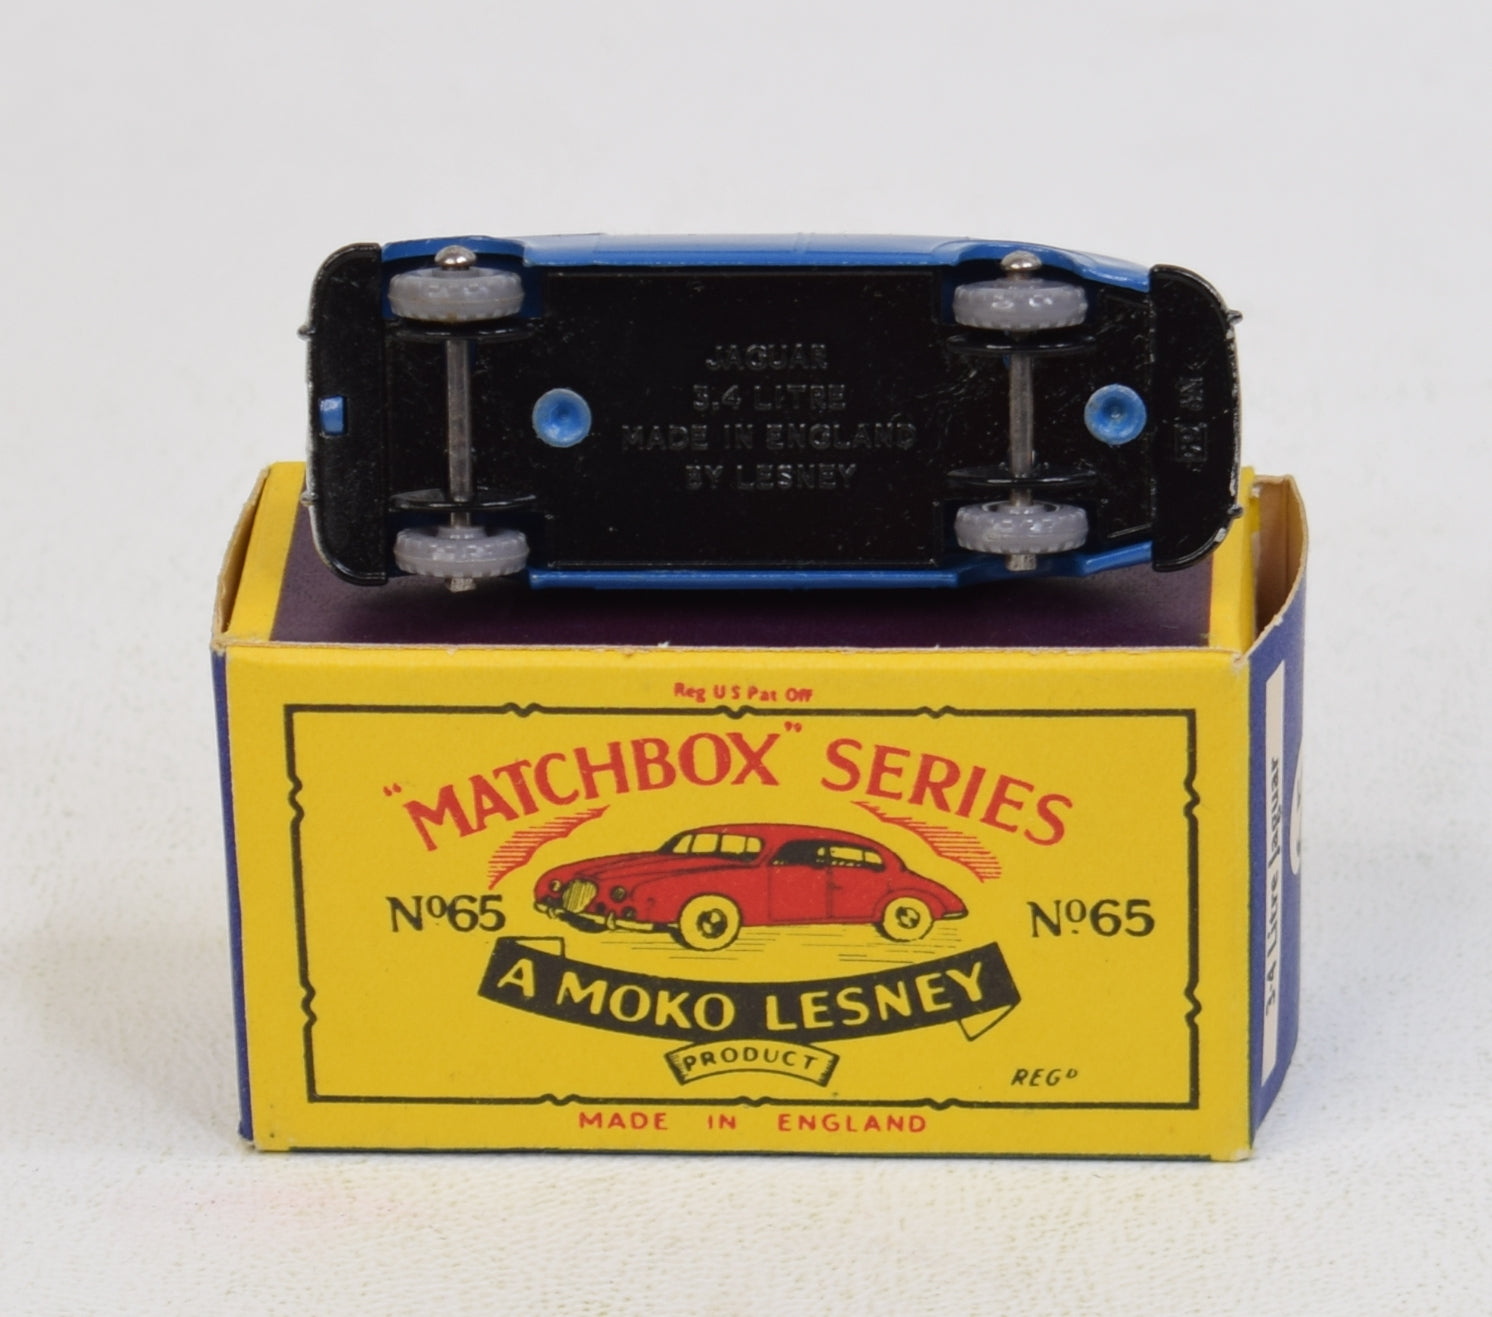 JAGUAR
3.4 LITRE
MADE IN ENGLAND
BY LESNEY
Reg U S Pat Off
"MATCHBOX" SERIES
Nº65
Nº65
A MOKO LESNEY
PRODUCT
REGD
MADE IN ENGLAND
3·4 Litre Jaguar